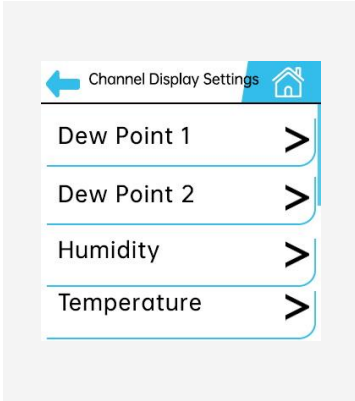 Channel Display Settings
Dew Point 1 >
Dew Point 2 >
Humidity >
Temperature >